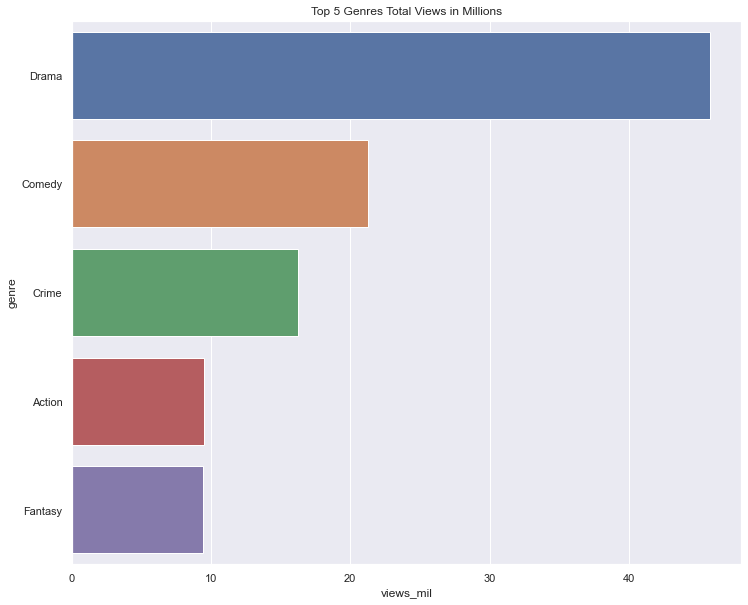 Top 5 Genres Total Views in Millions
genre
Drama
Comedy
Crime
Action
Fantasy
0 10 20 30 40
views_mil